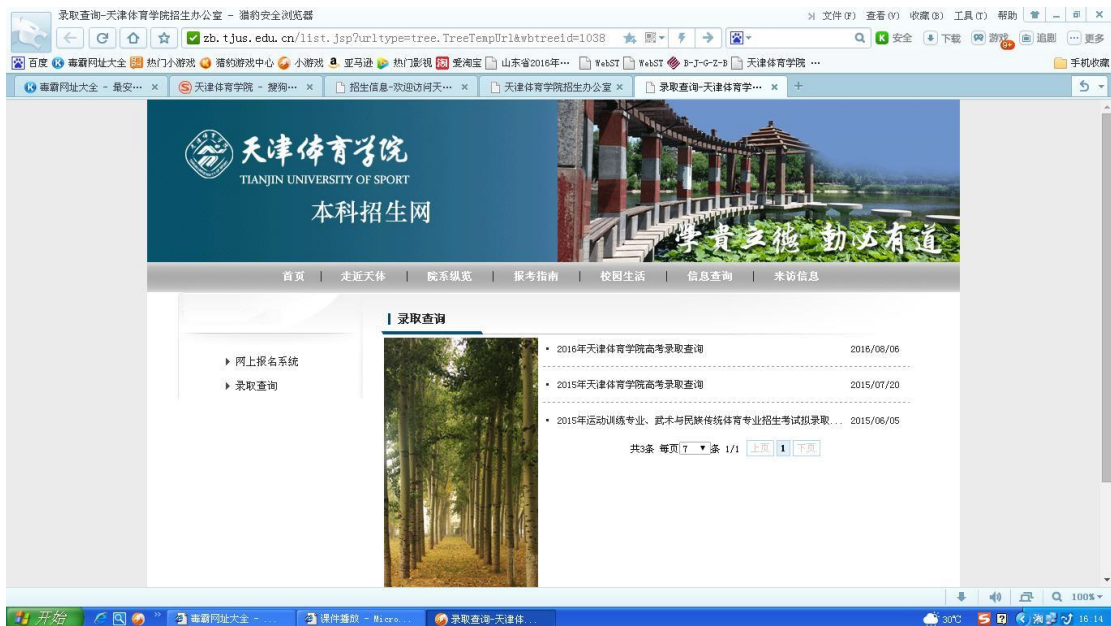 录取查询-天津体育学院招生办公室 - 猎豹安全浏览器
文件(F) 查看(V) 收藏(B) 工具(T) 帮助
zb.tjus.edu.cn/list.jsp?urltype=tree.TreeTempUrl&wbtreeid=1038
安全 下载 游戏 追剧 更多
百度 毒霸网址大全 热门小游戏 猎豹游戏中心 小游戏 亚马逊 热门影视 爱淘宝 山东省2016年… WebST WebST B-J-G-Z-B 天津体育学院 …
手机收藏
毒霸网址大全 - 最安… × 天津体育学院 - 搜狗… × 招生信息-欢迎访问天… × 天津体育学院招生办公室 × 录取查询-天津体育学… ×
天津体育学院
TIANJIN UNIVERSITY OF SPORT
本科招生网
学贵立德 勤必有道
首页 | 走近天体 | 院系纵览 | 报考指南 | 校园生活 | 信息查询 | 来访信息
录取查询
网上报名系统
录取查询
2016年天津体育学院高考录取查询 2016/08/06
2015年天津体育学院高考录取查询 2015/07/20
2015年运动训练专业、武术与民族传统体育专业招生考试拟录取... 2015/06/05
共3条 每页 7 条 1/1 上页 1 下页
100%
开始
毒霸网址大全 - ...
课件播放 - Micro...
录取查询-天津体...
30℃
16:14